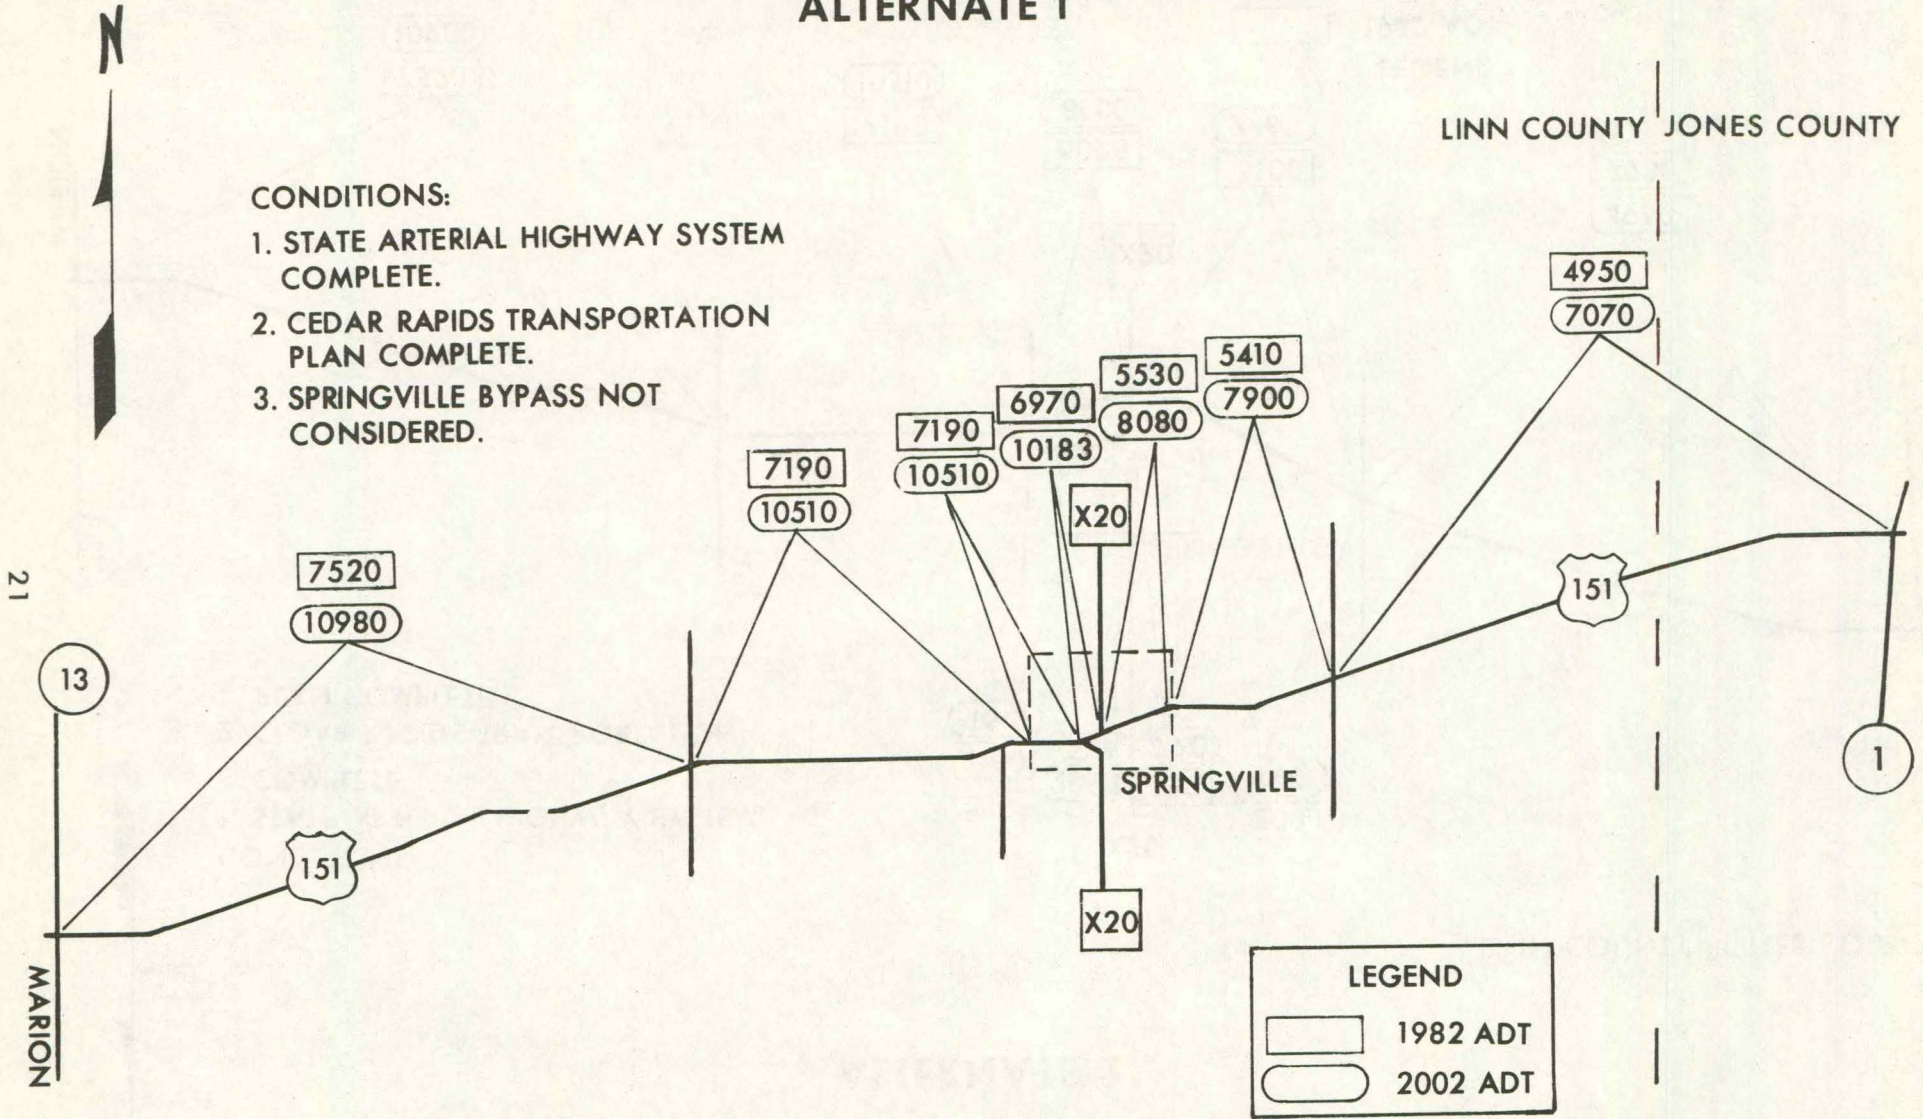 ALTERNATE 1
N
LINN COUNTY JONES COUNTY
CONDITIONS:
1. STATE ARTERIAL HIGHWAY SYSTEM
COMPLETE.
2. CEDAR RAPIDS TRANSPORTATION
PLAN COMPLETE.
3. SPRINGVILLE BYPASS NOT
CONSIDERED.
4950
7070
5410
7900
5530
8080
6970
10183
7190
10510
7190
10510
7520
10980
X20
151
21
13
1
SPRINGVILLE
151
X20
MARION
LEGEND
1982 ADT
2002 ADT